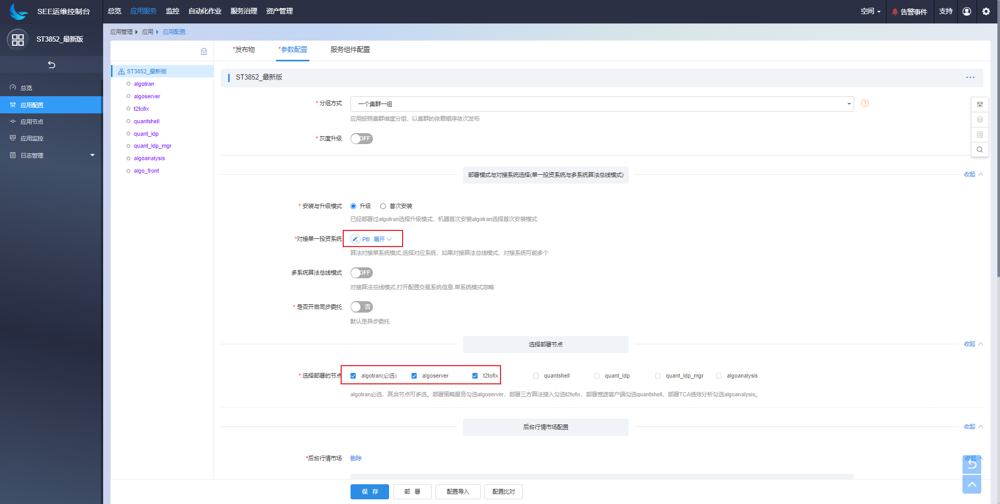 SEE运维控制台
总览 应用服务 监控 自动化作业 服务治理 资产管理
空间 告警事件 支持
ST3852_最新版
总览
应用配置
应用节点
应用监控
日志管理
应用管理 应用 应用配置
ST3852_最新版
algotran
algoserver
t2tofix
quantshell
quant_ldp
quant_ldp_mgr
algoanalysis
algo_front
*发布物 *参数配置 服务组件配置
ST3852_最新版
* 分组方式 一个集群一组
应用按照集群维度分组，以集群的依赖顺序依次发布
* 灰度升级 OFF
部署模式与对接系统选择(单一投资系统与多系统算法总线模式) 收起
* 安装与升级模式 升级 首次安装
已经部署过algotran选择升级模式，机器首次安装algotran选择首次安装模式
*对接单一投资系统 PB 展开
算法对接单系统模式,选择对应系统，如果对接算法总线模式，对接系统可能多个
多系统算法总线模式 OFF
对接算法总线模式,打开配置交易系统信息,单系统模式忽略
* 是否开启同步委托 否
默认是异步委托
选择部署节点 收起
* 选择部署的节点 algotran(必选) algoserver t2tofix quantshell quant_ldp quant_ldp_mgr algoanalysis
algotran必选，其余节点可多选。部署策略服务勾选algoserver，部署三方算法接入勾选t2tofix，部署宽途客户端勾选quantshell，部署TCA绩效分析勾选algoanalysis。
后台行情市场配置 收起
*后台行情市场 删除 收起
保 存 部 署 配置导入 配置比对